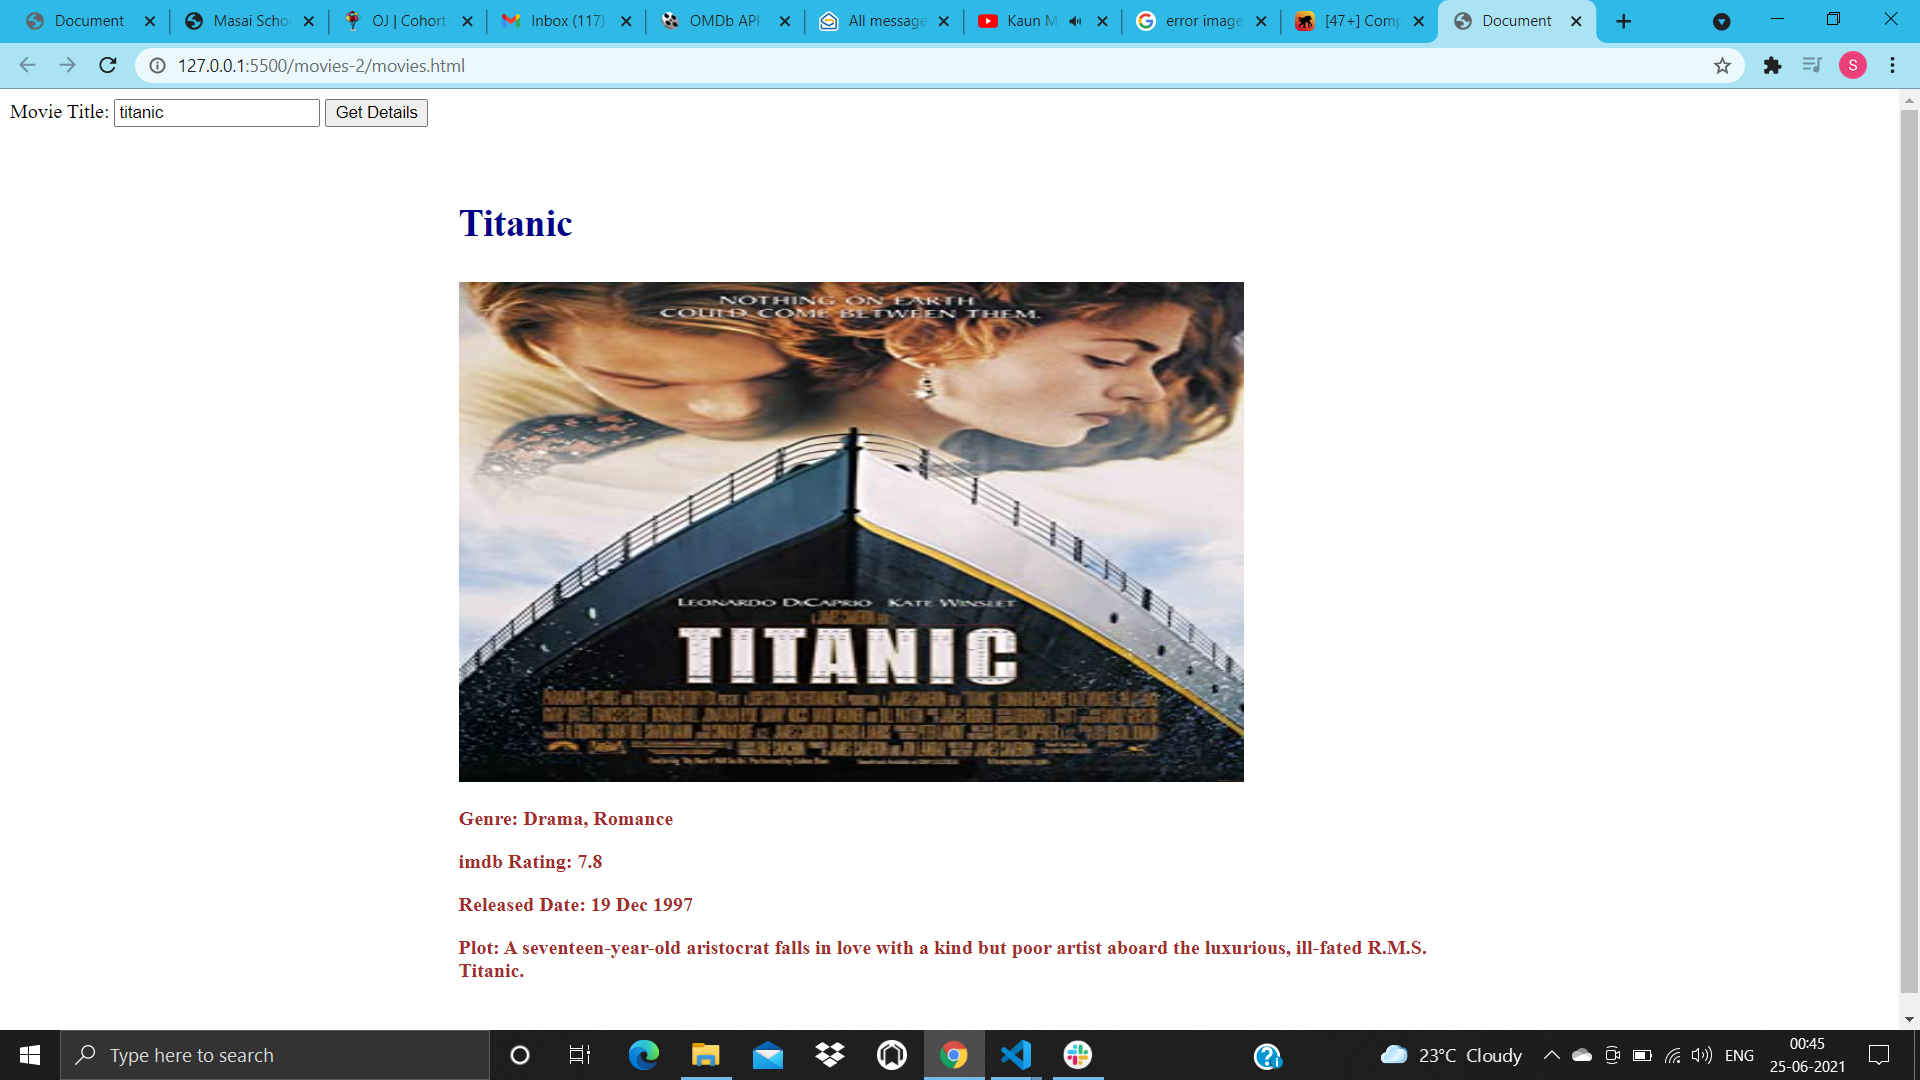 Document
Masai Schoo
OJ | Cohort-
Inbox (117)
OMDb API -
All message
Kaun M
error image
[47+] Comp
Document
127.0.0.1:5500/movies-2/movies.html
S
Movie Title: titanic Get Details
Titanic
NOTHING ON EARTH
COULD COME BETWEEN THEM.
LEONARDO DICAPRIO KATE WINSLET
TITANIC
Genre: Drama, Romance
imdb Rating: 7.8
Released Date: 19 Dec 1997
Plot: A seventeen-year-old aristocrat falls in love with a kind but poor artist aboard the luxurious, ill-fated R.M.S.
Titanic.
Type here to search
23°C Cloudy
ENG
00:45
25-06-2021